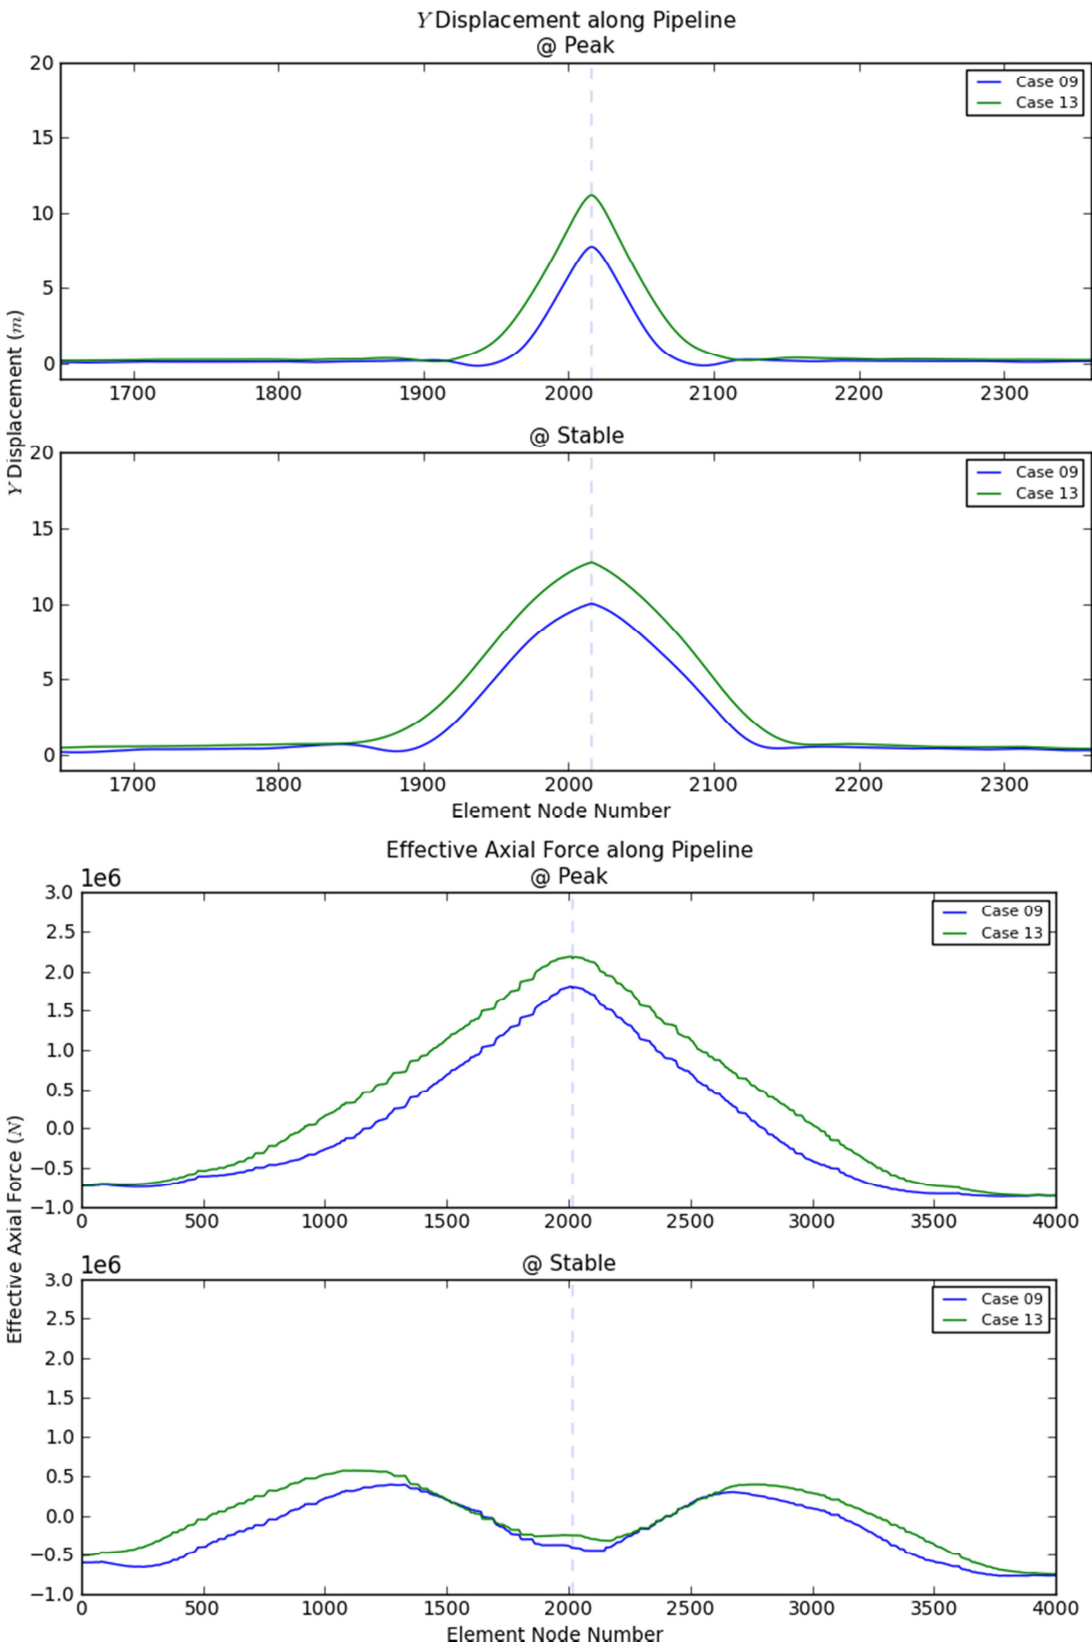 Y Displacement along Pipeline
@ Peak
Y Displacement (m)
20
15
10
5
0
Case 09
Case 13
1700 1800 1900 2000 2100 2200 2300
@ Stable
20
15
10
5
0
Case 09
Case 13
1700 1800 1900 2000 2100 2200 2300
Element Node Number
Effective Axial Force along Pipeline
@ Peak
Effective Axial Force (N)
1e6
3.0
2.5
2.0
1.5
1.0
0.5
0.0
−0.5
−1.0
Case 09
Case 13
0 500 1000 1500 2000 2500 3000 3500 4000
@ Stable
1e6
3.0
2.5
2.0
1.5
1.0
0.5
0.0
−0.5
−1.0
Case 09
Case 13
0 500 1000 1500 2000 2500 3000 3500 4000
Element Node Number